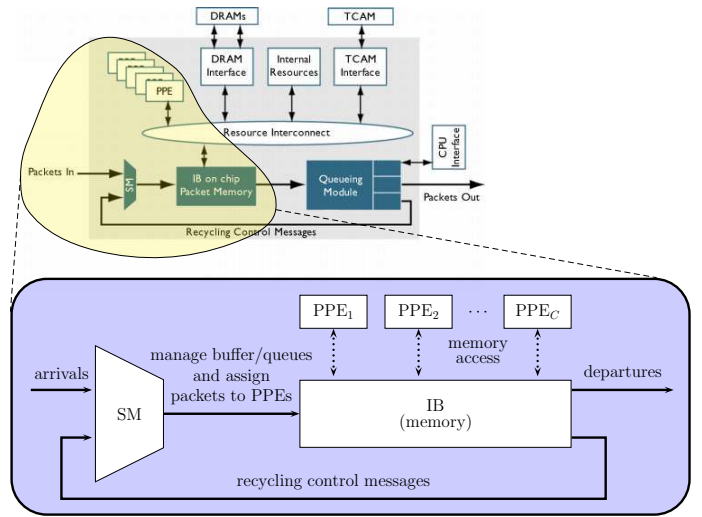 DRAMs
TCAM
DRAM
Interface
Internal
Resources
TCAM
Interface
PPE
Resource Interconnect
CPU
Interface
Packets In
SM
IB on chip
Packet Memory
Queueing
Module
Packets Out
Recycling Control Messages
PPE1
PPE2
...
PPEC
memory
access
manage buffer/queues
and assign
packets to PPEs
arrivals
departures
SM
IB
(memory)
recycling control messages